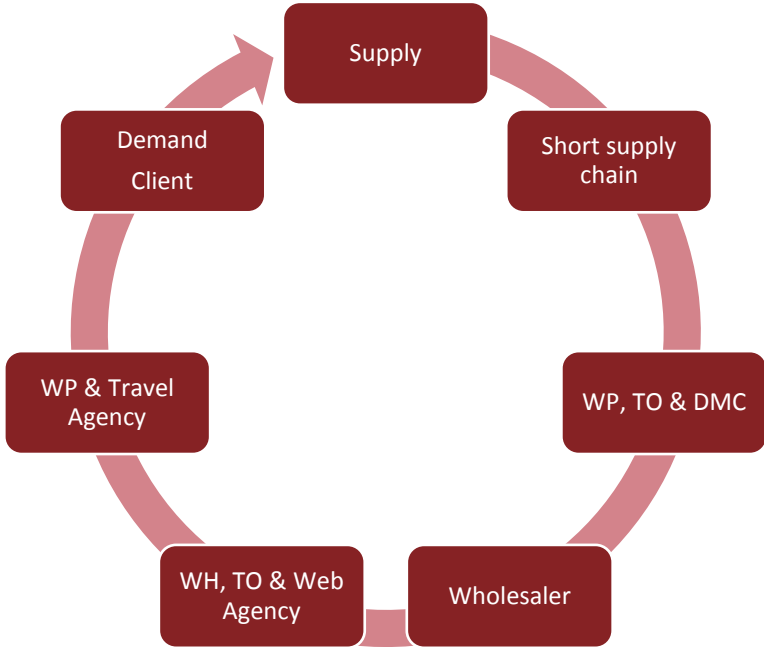 Supply
Short supply
chain
WP, TO & DMC
Wholesaler
WH, TO & Web
Agency
WP & Travel
Agency
Demand
Client